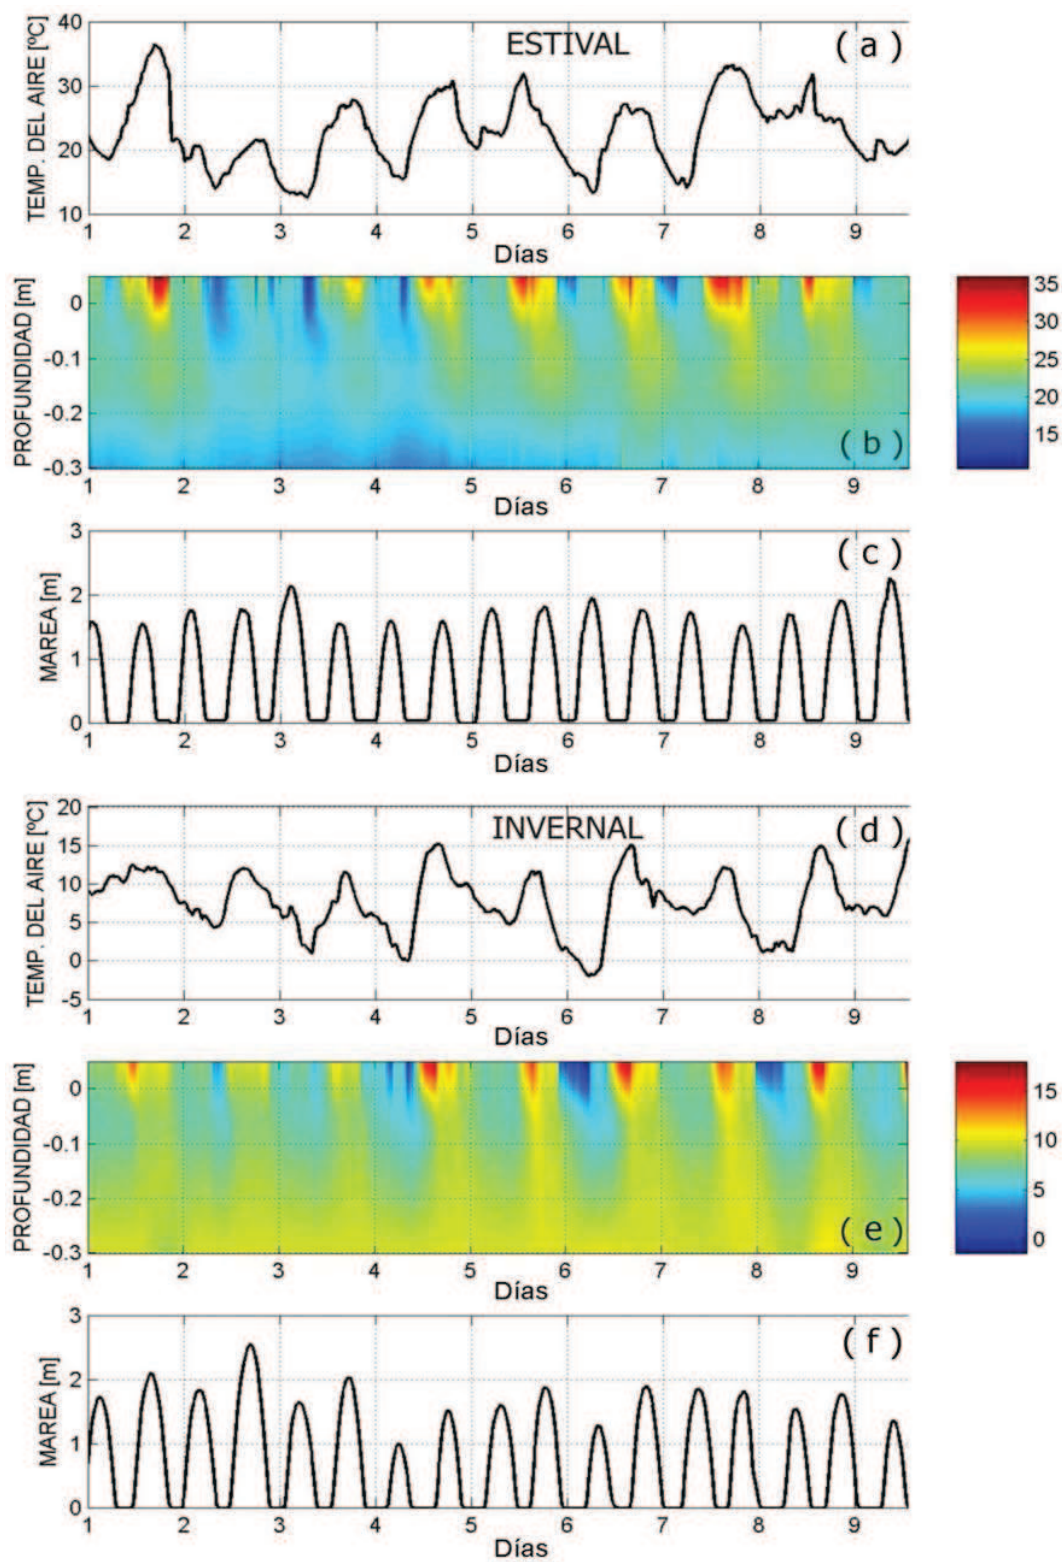 ESTIVAL
( a )
TEMP. DEL AIRE [ºC]
40
30
20
10
1 2 3 4 5 6 7 8 9
Días
PROFUNDIDAD [m]
0
-0.1
-0.2
-0.3
( b )
1 2 3 4 5 6 7 8 9
Días
35
30
25
20
15
( c )
MAREA [m]
3
2
1
0
1 2 3 4 5 6 7 8 9
Días
INVERNAL
( d )
TEMP. DEL AIRE [ºC]
20
15
10
5
0
-5
1 2 3 4 5 6 7 8 9
Días
PROFUNDIDAD [m]
0
-0.1
-0.2
-0.3
( e )
1 2 3 4 5 6 7 8 9
Días
15
10
5
0
( f )
MAREA [m]
3
2
1
0
1 2 3 4 5 6 7 8 9
Días